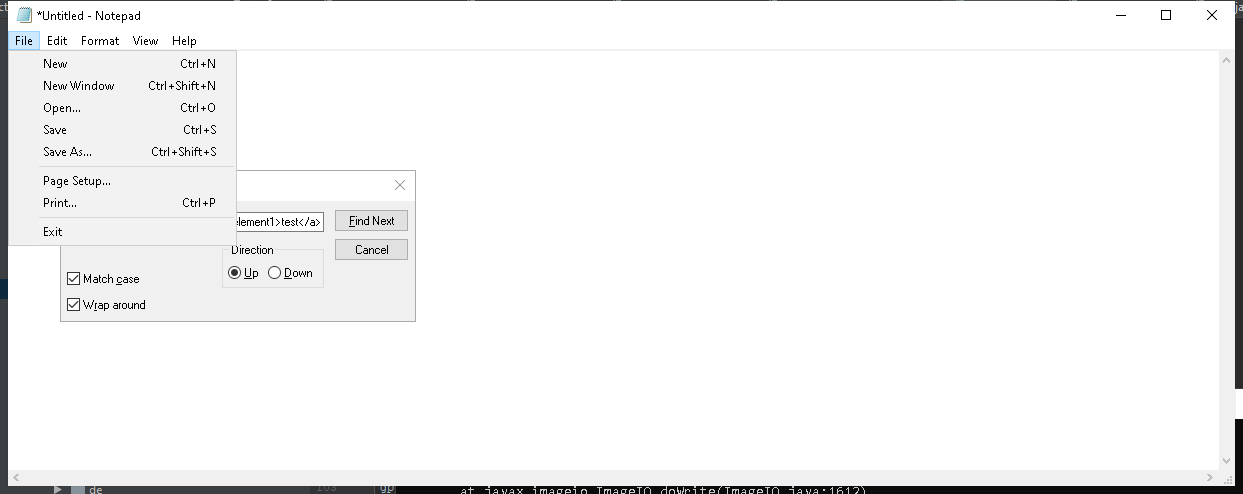 *Untitled - Notepad
File Edit Format View Help
New Ctrl+N
New Window Ctrl+Shift+N
Open... Ctrl+O
Save Ctrl+S
Save As... Ctrl+Shift+S
Page Setup...
Print... Ctrl+P
Exit
element1>test</a>
Find Next
Direction
Cancel
Up Down
Match case
Wrap around
de
103
gp
at javax.imageio.ImageIO.doWrite(ImageIO.java:1612)